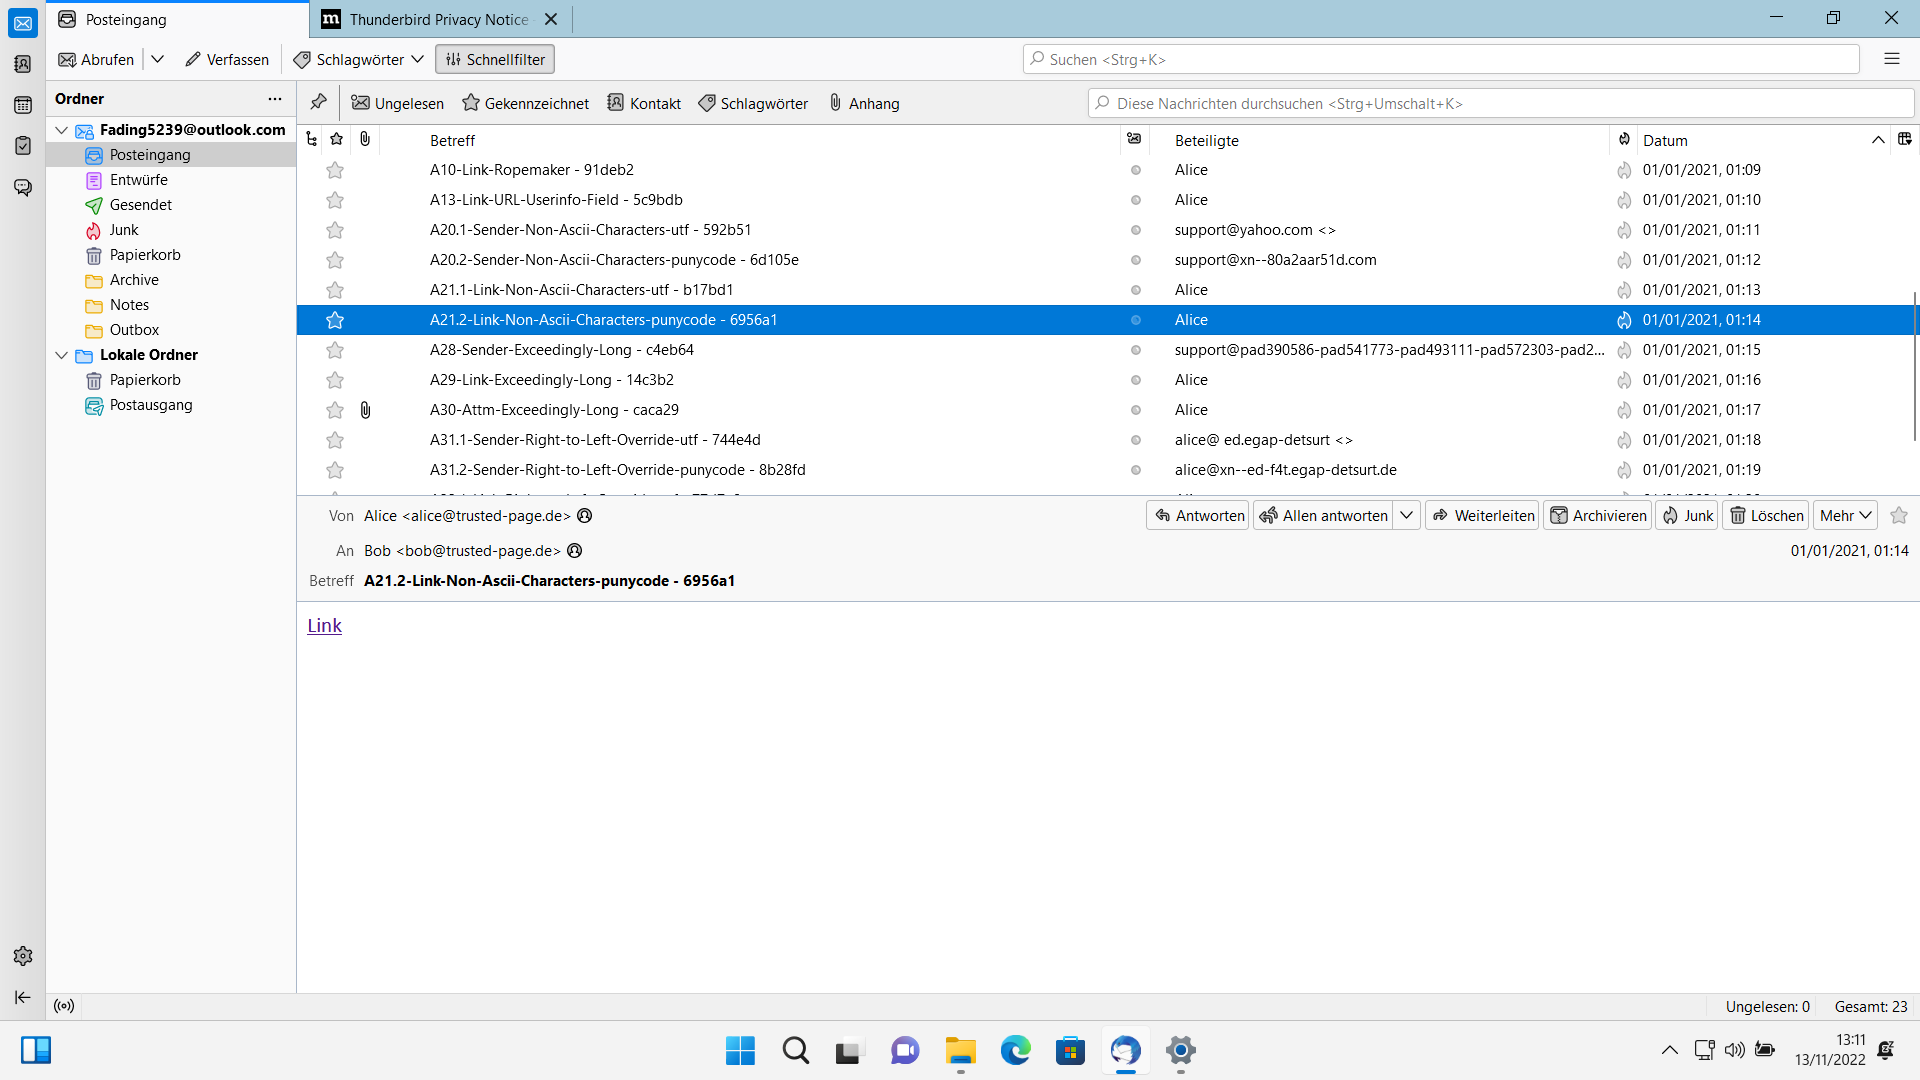 Posteingang
Thunderbird Privacy Notice
Abrufen
Verfassen
Schlagwörter
Schnellfilter
Suchen <Strg+K>
Ordner
Ungelesen
Gekennzeichnet
Kontakt
Schlagwörter
Anhang
Diese Nachrichten durchsuchen <Strg+Umschalt+K>
Fading5239@outlook.com
Posteingang
Entwürfe
Gesendet
Junk
Papierkorb
Archive
Notes
Outbox
Lokale Ordner
Papierkorb
Postausgang
Betreff Beteiligte Datum
A10-Link-Ropemaker - 91deb2 Alice 01/01/2021, 01:09
A13-Link-URL-Userinfo-Field - 5c9bdb Alice 01/01/2021, 01:10
A20.1-Sender-Non-Ascii-Characters-utf - 592b51 support@yahoo.com <> 01/01/2021, 01:11
A20.2-Sender-Non-Ascii-Characters-punycode - 6d105e support@xn--80a2aar51d.com 01/01/2021, 01:12
A21.1-Link-Non-Ascii-Characters-utf - b17bd1 Alice 01/01/2021, 01:13
A21.2-Link-Non-Ascii-Characters-punycode - 6956a1 Alice 01/01/2021, 01:14
A28-Sender-Exceedingly-Long - c4eb64 support@pad390586-pad541773-pad493111-pad572303-pad2... 01/01/2021, 01:15
A29-Link-Exceedingly-Long - 14c3b2 Alice 01/01/2021, 01:16
A30-Attm-Exceedingly-Long - caca29 Alice 01/01/2021, 01:17
A31.1-Sender-Right-to-Left-Override-utf - 744e4d alice@ ed.egap-detsurt <> 01/01/2021, 01:18
A31.2-Sender-Right-to-Left-Override-punycode - 8b28fd alice@xn--ed-f4t.egap-detsurt.de 01/01/2021, 01:19
Von Alice <alice@trusted-page.de>
Antworten
Allen antworten
Weiterleiten
Archivieren
Junk
Löschen
Mehr
An Bob <bob@trusted-page.de> 01/01/2021, 01:14
Betreff A21.2-Link-Non-Ascii-Characters-punycode - 6956a1
Link
Ungelesen: 0 Gesamt: 23
13:11
13/11/2022